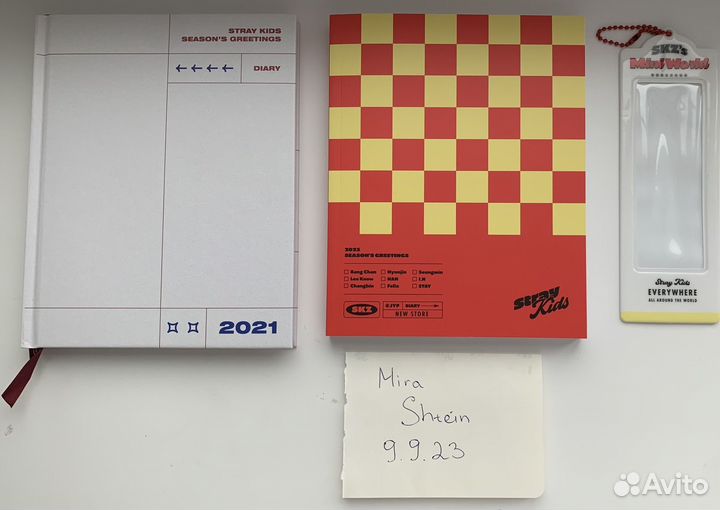 STRAY KIDS
SEASON'S GREETINGS
DIARY
2021
2022
SEASON'S GREETINGS
Bang Chan Hyunjin Seungmin
Lee Know HAN I.N
Changbin Felix STAY
SKZ
©JYP DIARY
NEW STORE
Stray
Kids
SKZ's
Mini World
Stray Kids
EVERYWHERE
ALL AROUND THE WORLD
Mira
Shtein
9.9.23
Avito